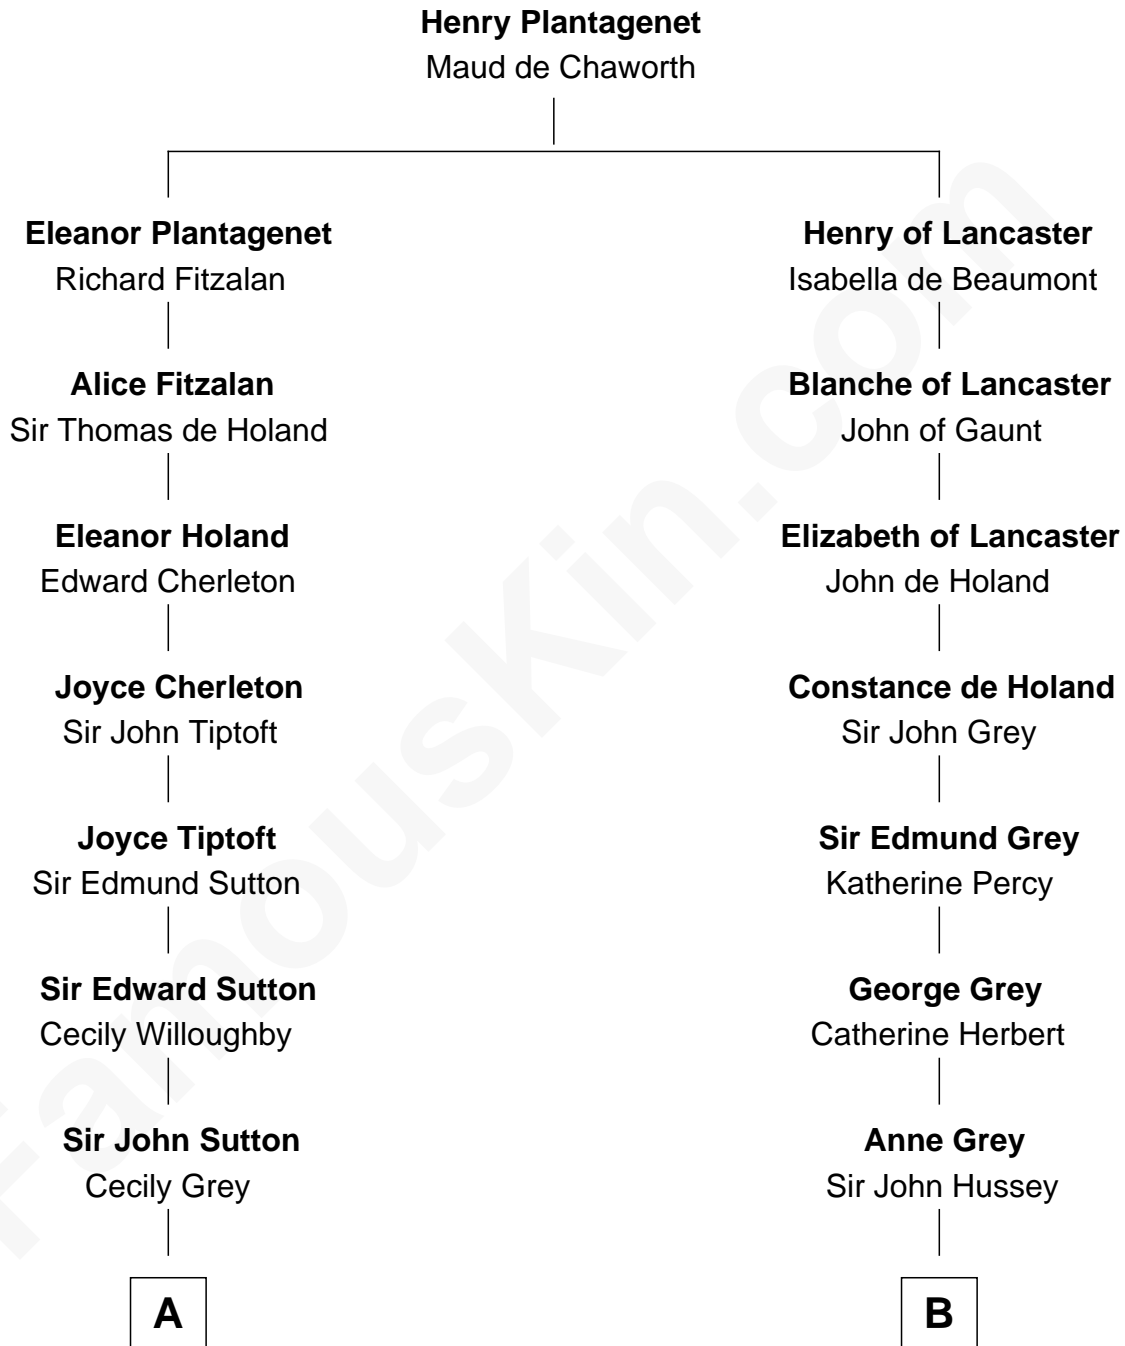 Henry Plantagenet
Maud de Chaworth
Eleanor Plantagenet
Richard Fitzalan
Henry of Lancaster
Isabella de Beaumont
Alice Fitzalan
Sir Thomas de Holand
Blanche of Lancaster
John of Gaunt
Eleanor Holand
Edward Cherleton
Elizabeth of Lancaster
John de Holand
Joyce Cherleton
Sir John Tiptoft
Constance de Holand
Sir John Grey
Joyce Tiptoft
Sir Edmund Sutton
Sir Edmund Grey
Katherine Percy
Sir Edward Sutton
Cecily Willoughby
George Grey
Catherine Herbert
Sir John Sutton
Cecily Grey
Anne Grey
Sir John Hussey
A
B
FamousKin.com